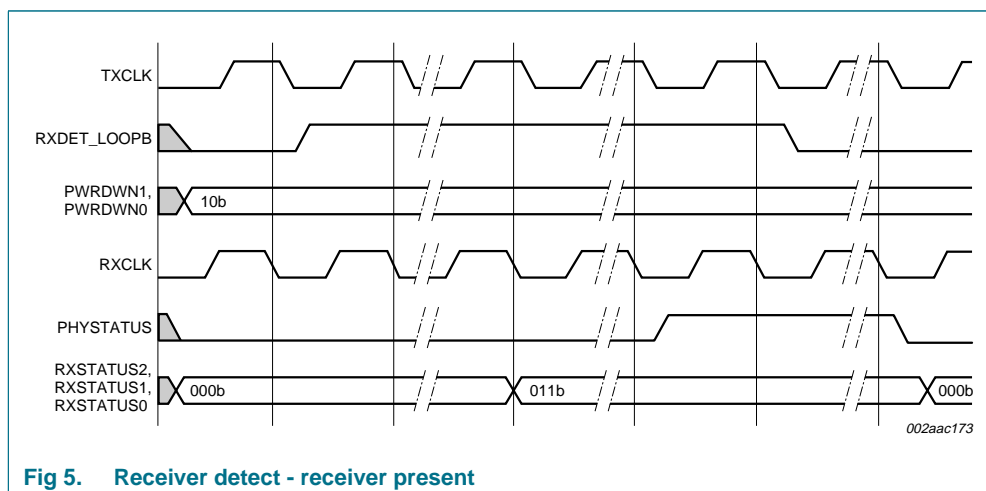 TXCLK
RXDET_LOOPB
PWRDWN1,
PWRDWN0
10b
RXCLK
PHYSTATUS
RXSTATUS2,
RXSTATUS1,
RXSTATUS0
000b
011b
000b
002aac173
Fig 5. Receiver detect - receiver present